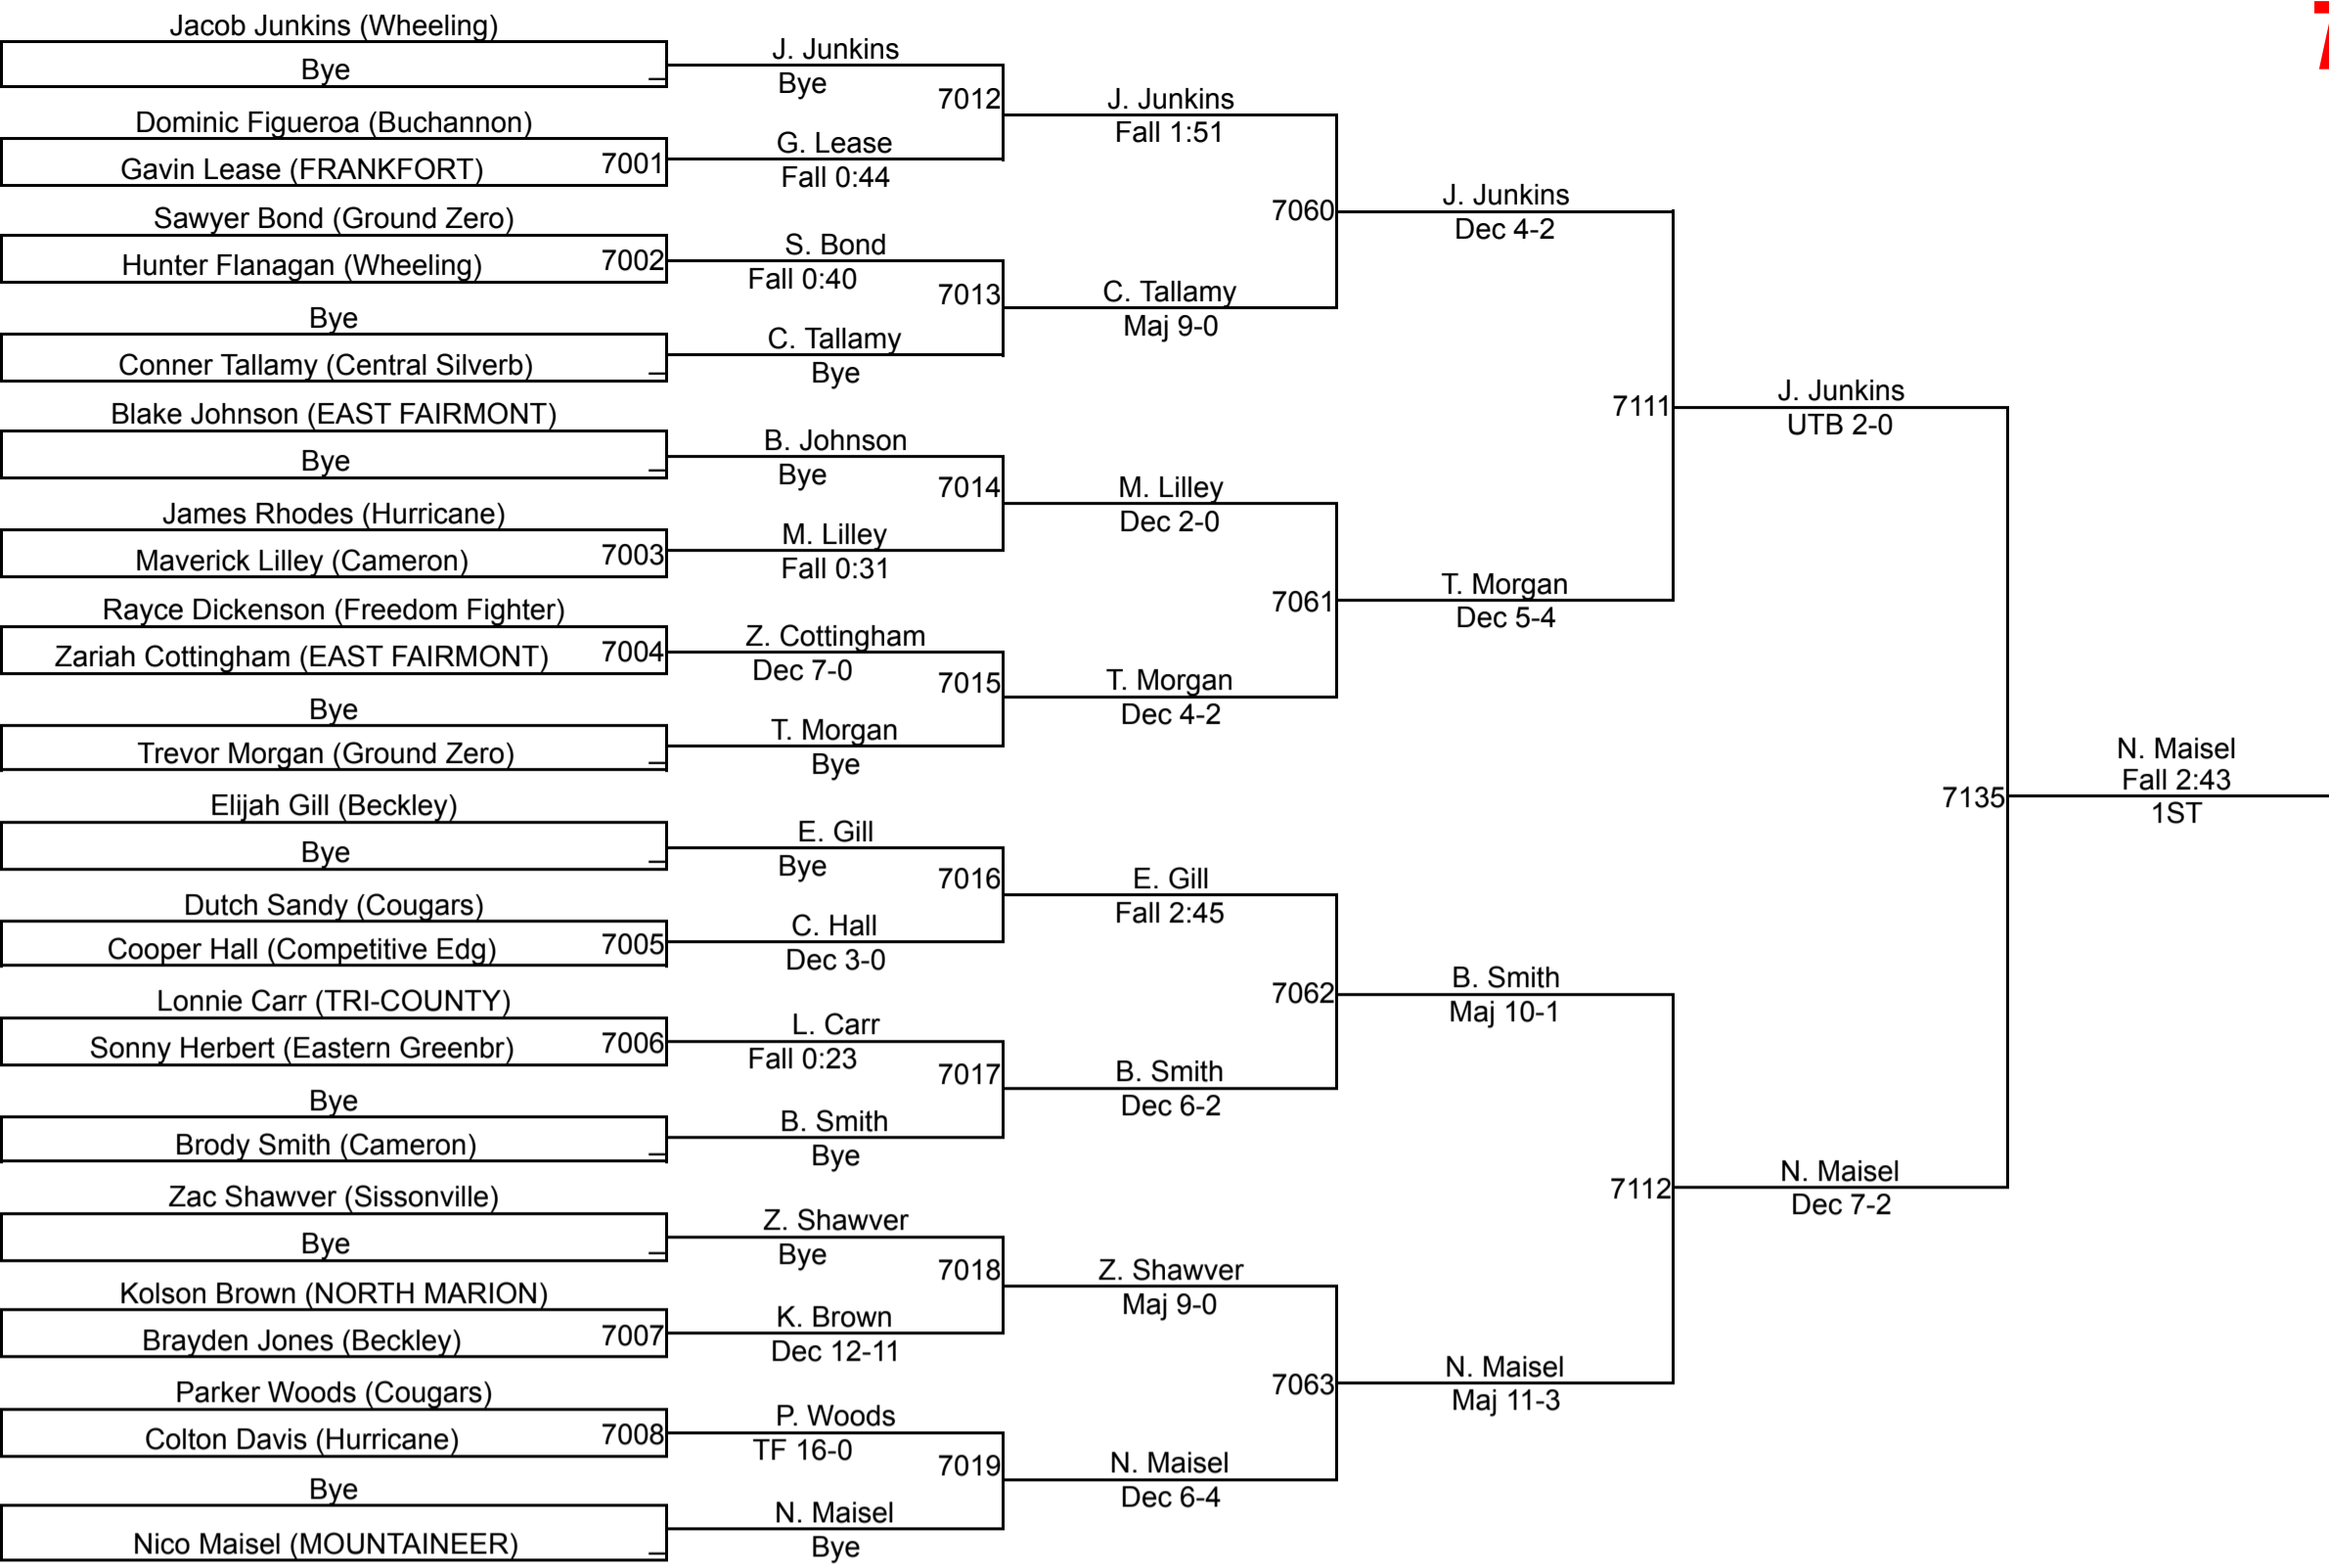 Jacob Junkins (Wheeling)
Bye
Dominic Figueroa (Buchannon)
Gavin Lease (FRANKFORT) 7001
Sawyer Bond (Ground Zero)
Hunter Flanagan (Wheeling) 7002
Bye
Conner Tallamy (Central Silverb)
Blake Johnson (EAST FAIRMONT)
Bye
James Rhodes (Hurricane)
Maverick Lilley (Cameron) 7003
Rayce Dickenson (Freedom Fighter)
Zariah Cottingham (EAST FAIRMONT) 7004
Bye
Trevor Morgan (Ground Zero)
Elijah Gill (Beckley)
Bye
Dutch Sandy (Cougars)
Cooper Hall (Competitive Edg) 7005
Lonnie Carr (TRI-COUNTY)
Sonny Herbert (Eastern Greenbr) 7006
Bye
Brody Smith (Cameron)
Zac Shawver (Sissonville)
Bye
Kolson Brown (NORTH MARION)
Brayden Jones (Beckley) 7007
Parker Woods (Cougars)
Colton Davis (Hurricane) 7008
Bye
Nico Maisel (MOUNTAINEER)
J. Junkins
Bye
7012
G. Lease
Fall 0:44
S. Bond
Fall 0:40
7013
C. Tallamy
Bye
B. Johnson
Bye
7014
M. Lilley
Fall 0:31
Z. Cottingham
Dec 7-0
7015
T. Morgan
Bye
E. Gill
Bye
7016
C. Hall
Dec 3-0
L. Carr
Fall 0:23
7017
B. Smith
Bye
Z. Shawver
Bye
7018
K. Brown
Dec 12-11
P. Woods
TF 16-0
7019
N. Maisel
Bye
J. Junkins
Fall 1:51
7060
C. Tallamy
Maj 9-0
M. Lilley
Dec 2-0
7061
T. Morgan
Dec 4-2
E. Gill
Fall 2:45
7062
B. Smith
Dec 6-2
Z. Shawver
Maj 9-0
7063
N. Maisel
Dec 6-4
J. Junkins
Dec 4-2
7111
T. Morgan
Dec 5-4
B. Smith
Maj 10-1
7112
N. Maisel
Maj 11-3
J. Junkins
UTB 2-0
7135
N. Maisel
Dec 7-2
N. Maisel
Fall 2:43
1ST